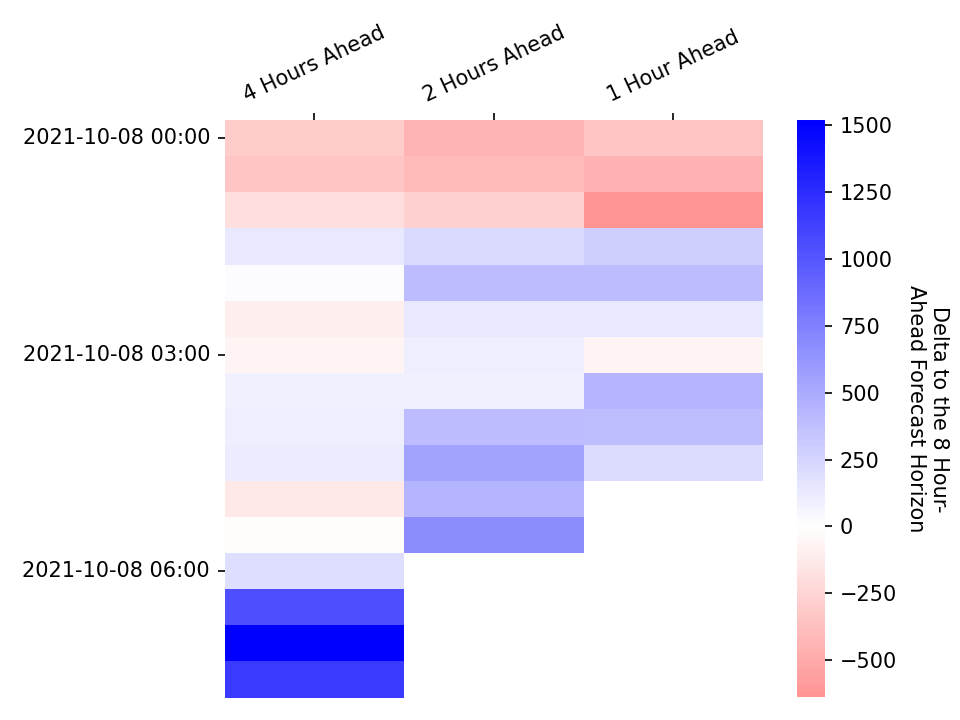 4 Hours Ahead
2 Hours Ahead
1 Hour Ahead
2021-10-08 00:00
2021-10-08 03:00
2021-10-08 06:00
1500
1250
1000
750
500
250
0
−250
−500
Delta to the 8 Hour-
Ahead Forecast Horizon